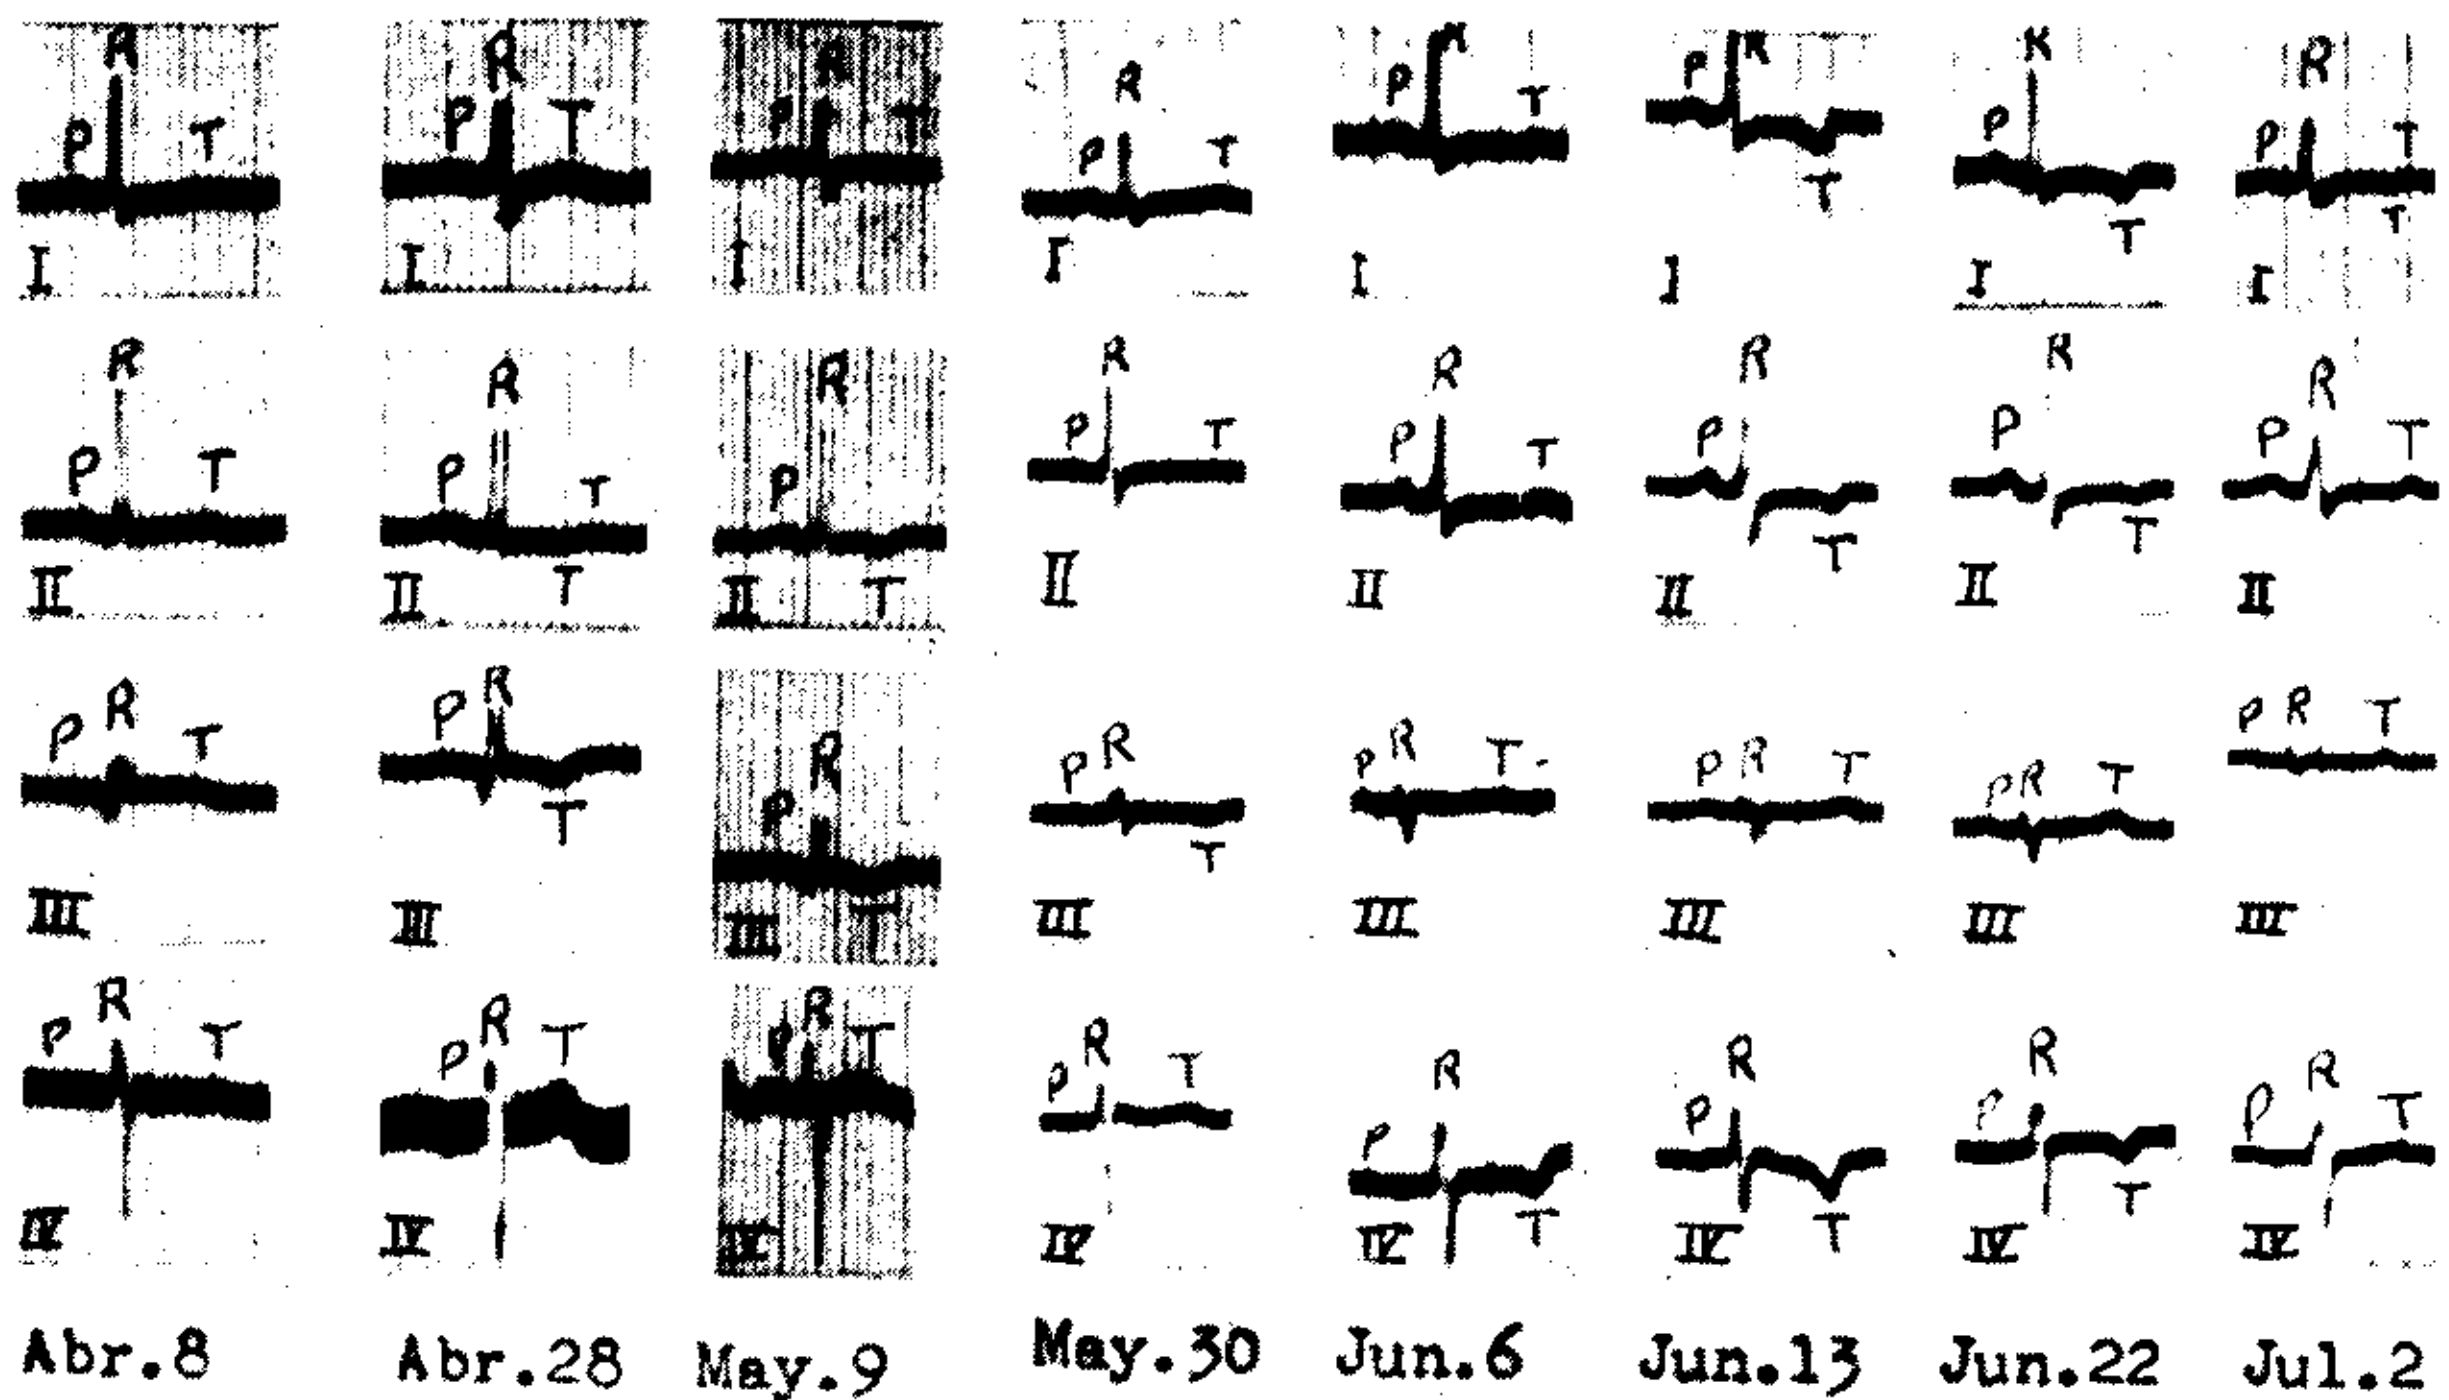 R R R R K K K R
P T P T P T P T P T P P P T
T T T
I I I I I I I I
R R R R R R R R
P T P T P P T P T P P P T
T T T T
II II II II II II II II
P R T P R P R P R P R T P R T P R T P R T
T T T
III III III III III III III III
P R T P R T P R T P R T P R P R P R P R T
T T T
IV IV IV IV IV IV IV IV
Abr.8 Abr.28 May.9 May.30 Jun.6 Jun.13 Jun.22 Jul.2